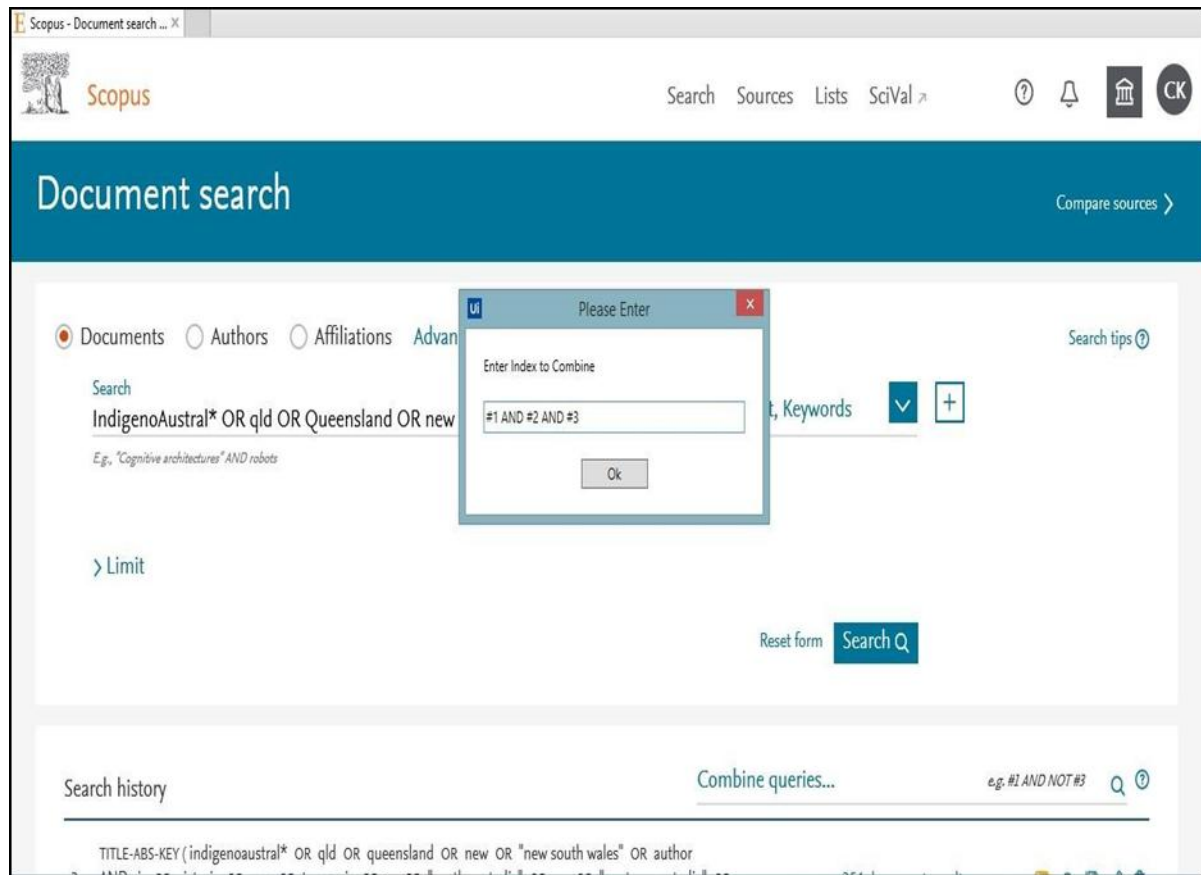 Scopus - Document search ... X
Scopus
Search Sources Lists SciVal ↗
CK
Document search
Compare sources >
Ui Please Enter x
Documents Authors Affiliations Advan
Search tips
Enter Index to Combine
Search
IndigenoAustral* OR qld OR Queensland OR new
#1 AND #2 AND #3
t, Keywords
E.g., "Cognitive architectures" AND robots
Ok
> Limit
Reset form Search
Search history
Combine queries... e.g. #1 AND NOT #3
TITLE-ABS-KEY ( indigenoaustral* OR qld OR queensland OR new OR "new south wales" OR author